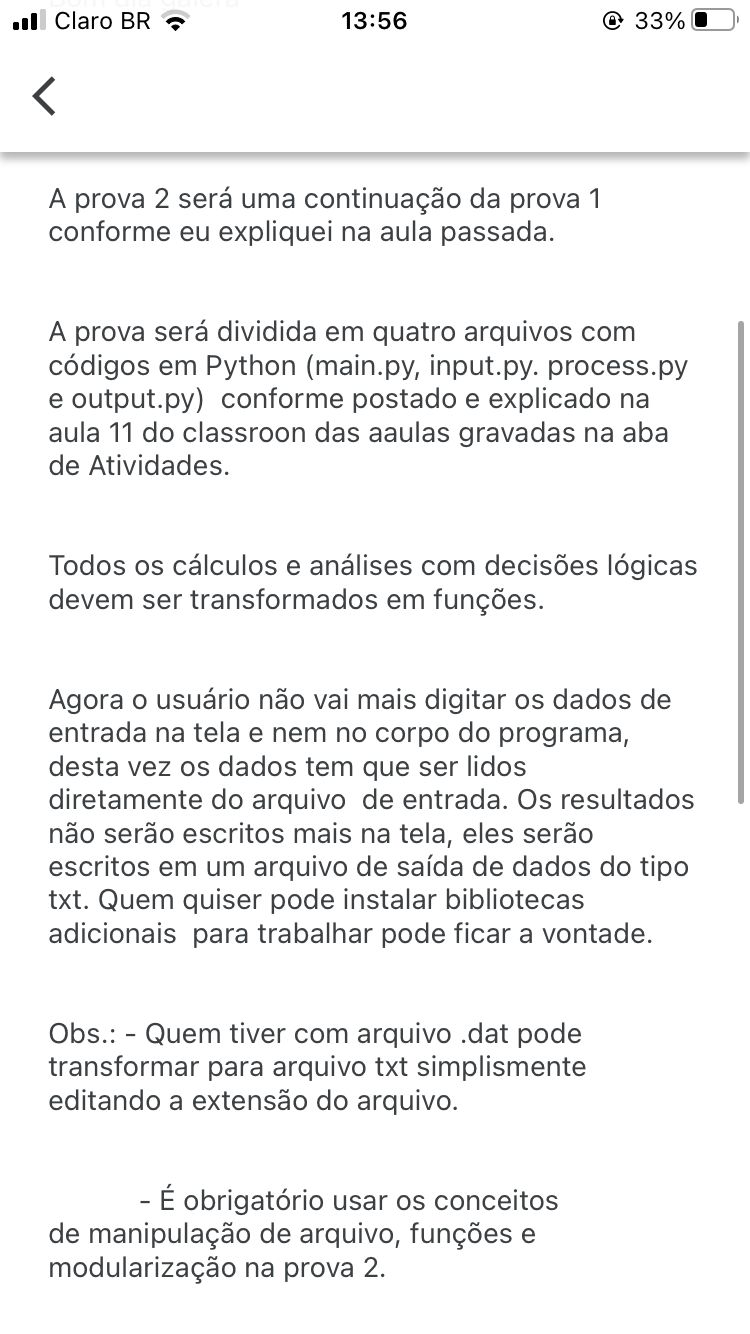 Claro BR 13:56 33%
A prova 2 será uma continuação da prova 1
conforme eu expliquei na aula passada.
A prova será dividida em quatro arquivos com
códigos em Python (main.py, input.py. process.py
e output.py)  conforme postado e explicado na
aula 11 do classroon das aaulas gravadas na aba
de Atividades.
Todos os cálculos e análises com decisões lógicas
devem ser transformados em funções.
Agora o usuário não vai mais digitar os dados de
entrada na tela e nem no corpo do programa,
desta vez os dados tem que ser lidos
diretamente do arquivo  de entrada. Os resultados
não serão escritos mais na tela, eles serão
escritos em um arquivo de saída de dados do tipo
txt. Quem quiser pode instalar bibliotecas
adicionais  para trabalhar pode ficar a vontade.
Obs.: - Quem tiver com arquivo .dat pode
transformar para arquivo txt simplismente
editando a extensão do arquivo.
- É obrigatório usar os conceitos
de manipulação de arquivo, funções e
modularização na prova 2.